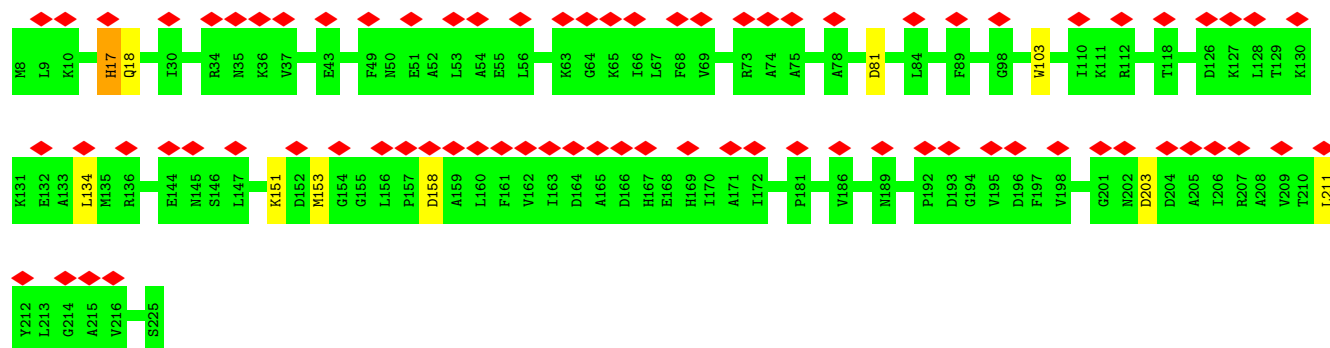 M8 L9 K10 H17 Q18 I30 R34 N35 K36 V37 E43 F49 N50 E51 A52 L53 A54 E55 L56 K63 G64 K65 I66 L67 F68 V69 R73 A74 A75 A78 D81 L84 F89 G98 W103 I110 K111 R112 T118 D126 K127 L128 T129 K130
K131 E132 A133 L134 M135 R136 E144 N145 S146 L147 K151 D152 M153 G154 G155 L156 P157 D158 A159 L160 F161 V162 I163 D164 A165 D166 H167 E168 H169 I170 A171 I172 P181 V186 N189 P192 D193 G194 V195 D196 F197 V198 G201 N202 D203 D204 A205 I206 R207 A208 V209 T210 L211
Y212 L213 G214 A215 V216 S225